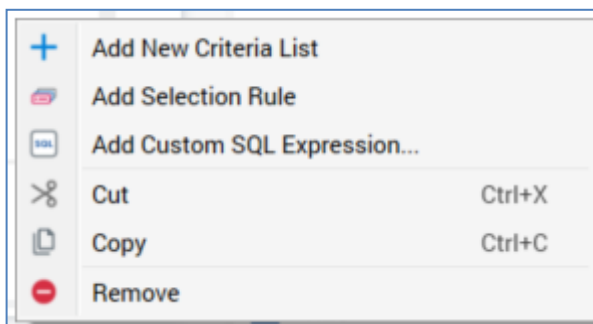 Add New Criteria List
Add Selection Rule
SQL Add Custom SQL Expression...
Cut Ctrl+X
Copy Ctrl+C
Remove